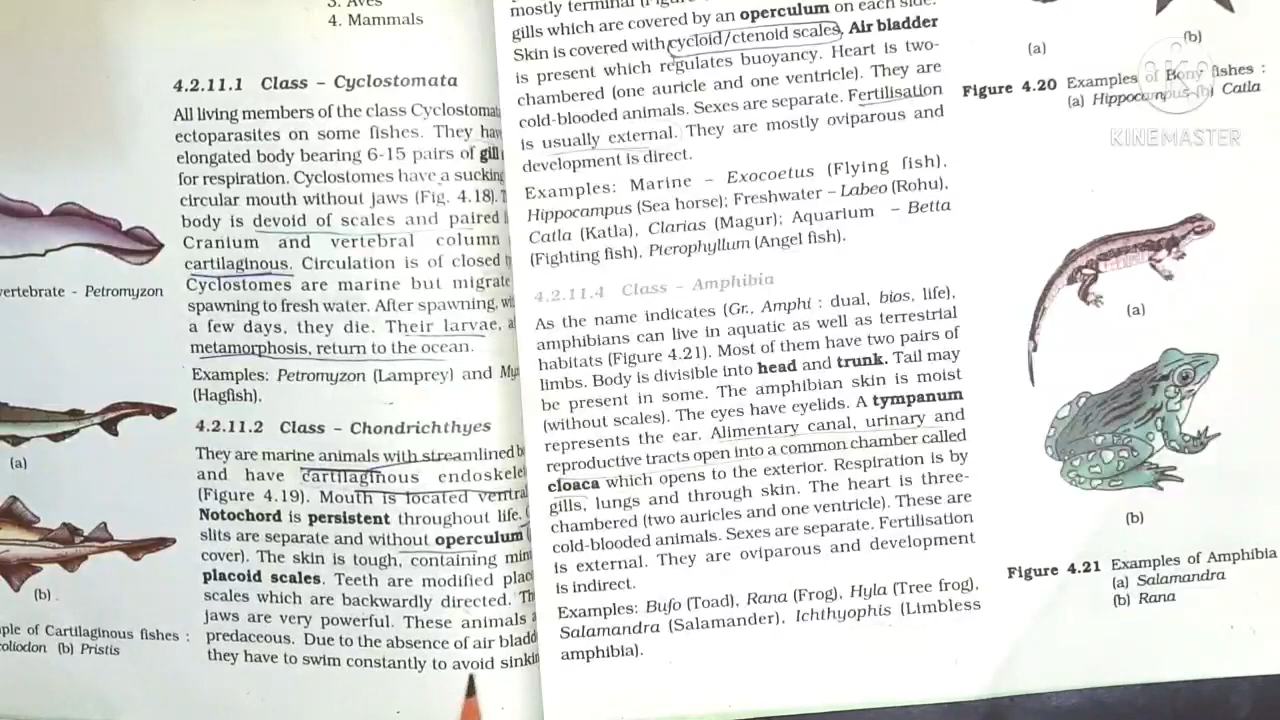 3. Aves
4. Mammals
4.2.11.1 Class – Cyclostomata
All living members of the class Cyclostomat
ectoparasites on some fishes. They hav
elongated body bearing 6-15 pairs of gill
for respiration. Cyclostomes have a sucking
circular mouth without jaws (Fig. 4.18).
body is devoid of scales and paired
Cranium and vertebral column
cartilaginous. Circulation is of closed
Cyclostomes are marine but migrate
spawning to fresh water. After spawning,
a few days, they die. Their larvae, a
metamorphosis, return to the ocean.
Examples: Petromyzon (Lamprey) and
(Hagfish).
4.2.11.2 Class – Chondrichthyes
They are marine animals with streamlined b
and have cartilaginous endoskele
(Figure 4.19). Mouth is located ventral
Notochord is persistent throughout life.
slits are separate and without operculum
cover). The skin is tough, containing min
placoid scales. Teeth are modified plac
scales which are backwardly directed. Th
jaws are very powerful. These animals a
predaceous. Due to the absence of air bladd
they have to swim constantly to avoid sinkin
vertebrate - Petromyzon
(a)
(b)
ple of Cartilaginous fishes :
oliodon (b) Pristis
mostly terminal
gills which are covered by an operculum on each side.
Skin is covered with cycloid/ctenoid scales. Air bladder
is present which regulates buoyancy. Heart is two-
chambered (one auricle and one ventricle). They are
cold-blooded animals. Sexes are separate. Fertilisation
is usually external. They are mostly oviparous and
development is direct.
Examples: Marine – Exocoetus (Flying fish),
Hippocampus (Sea horse); Freshwater – Labeo (Rohu),
Catla (Katla), Clarias (Magur); Aquarium – Betta
(Fighting fish), Pterophyllum (Angel fish).
4.2.11.4 Class – Amphibia
As the name indicates (Gr., Amphi : dual, bios, life),
amphibians can live in aquatic as well as terrestrial
habitats (Figure 4.21). Most of them have two pairs of
limbs. Body is divisible into head and trunk. Tail may
be present in some. The amphibian skin is moist
(without scales). The eyes have eyelids. A tympanum
represents the ear. Alimentary canal, urinary and
reproductive tracts open into a common chamber called
cloaca which opens to the exterior. Respiration is by
gills, lungs and through skin. The heart is three-
chambered (two auricles and one ventricle). These are
cold-blooded animals. Sexes are separate. Fertilisation
is external. They are oviparous and development
is indirect.
Examples: Bufo (Toad), Rana (Frog), Hyla (Tree frog),
Salamandra (Salamander), Ichthyophis (Limbless
amphibia).
(a)
(b)
Figure 4.20 Examples of Bony fishes :
(a) Hippocampus (b) Catla
KINEMASTER
(a)
(b)
Figure 4.21 Examples of Amphibia
(a) Salamandra
(b) Rana